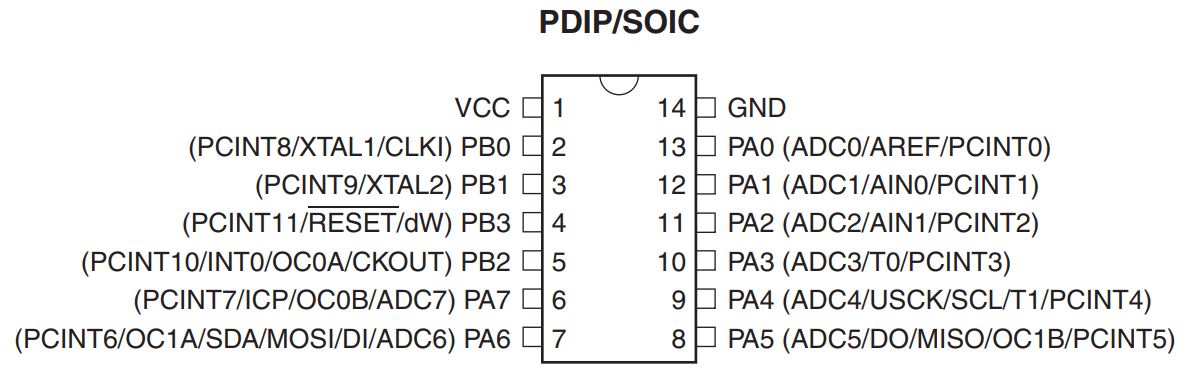 PDIP/SOIC
VCC 1 14 GND
(PCINT8/XTAL1/CLKI) PB0 2 13 PA0 (ADC0/AREF/PCINT0)
(PCINT9/XTAL2) PB1 3 12 PA1 (ADC1/AIN0/PCINT1)
(PCINT11/RESET/dW) PB3 4 11 PA2 (ADC2/AIN1/PCINT2)
(PCINT10/INT0/OC0A/CKOUT) PB2 5 10 PA3 (ADC3/T0/PCINT3)
(PCINT7/ICP/OC0B/ADC7) PA7 6 9 PA4 (ADC4/USCK/SCL/T1/PCINT4)
(PCINT6/OC1A/SDA/MOSI/DI/ADC6) PA6 7 8 PA5 (ADC5/DO/MISO/OC1B/PCINT5)